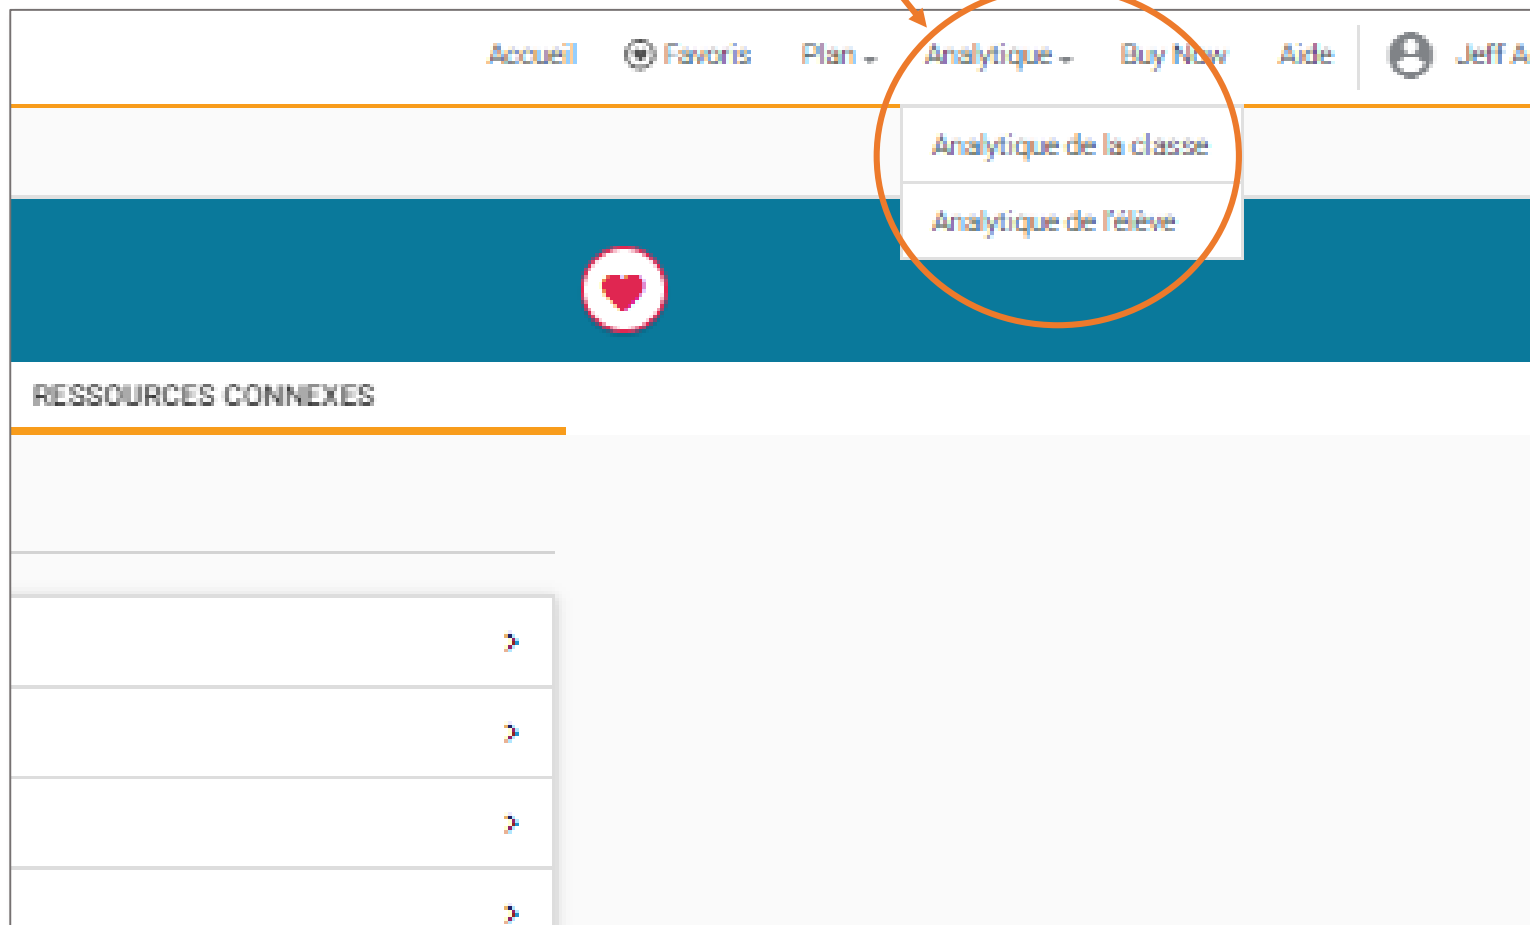 Accueil Favoris Plan Analytique Buy Now Aide Jeff A
Analytique de la classe
Analytique de l'élève
RESSOURCES CONNEXES